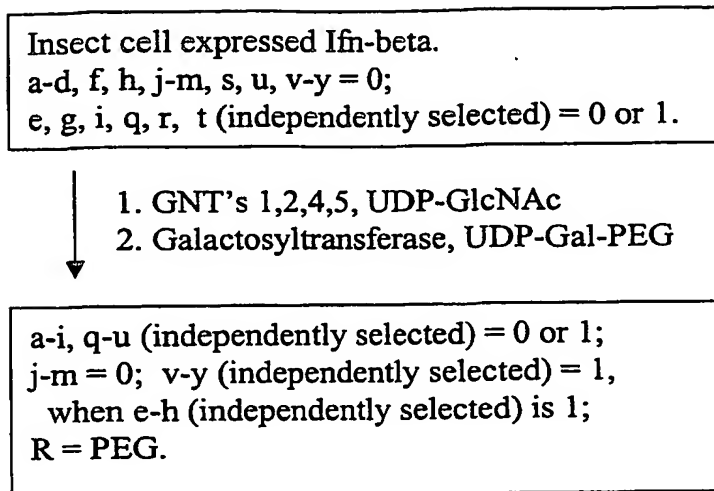 Insect cell expressed Ifn-beta.
a-d, f, h, j-m, s, u, v-y = 0;
e, g, i, q, r, t (independently selected) = 0 or 1.
1. GNT's 1,2,4,5, UDP-GlcNAc
2. Galactosyltransferase, UDP-Gal-PEG
a-i, q-u (independently selected) = 0 or 1;
j-m = 0; v-y (independently selected) = 1,
when e-h (independently selected) is 1;
R = PEG.